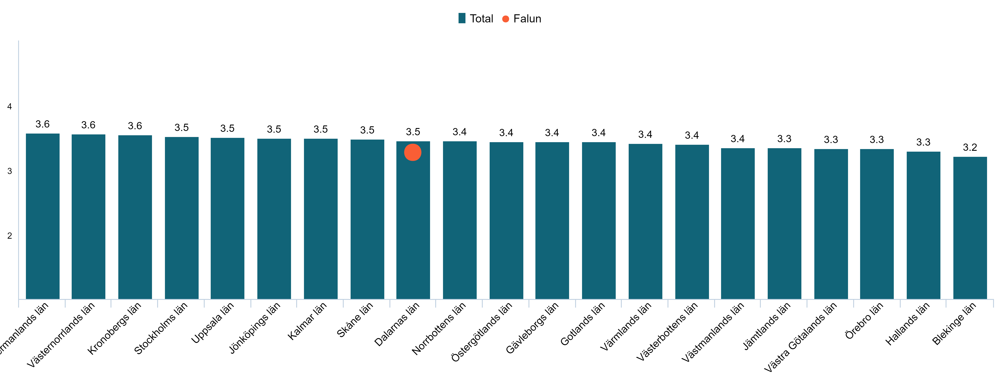 Total Falun
4
3
2
3.6 3.6 3.6 3.5 3.5 3.5 3.5 3.5 3.5 3.4 3.4 3.4 3.4 3.4 3.4 3.4 3.3 3.3 3.3 3.3 3.2
län
Västernorrlands län
Kronobergs län
Stockholms län
Uppsala län
Jönköpings län
Kalmar län
Skåne län
Dalarnas län
Norrbottens län
Östergötlands län
Gävleborgs län
Gotlands län
Värmlands län
Västerbottens län
Västmanlands län
Jämtlands län
Västra Götalands län
Örebro län
Hallands län
Blekinge län